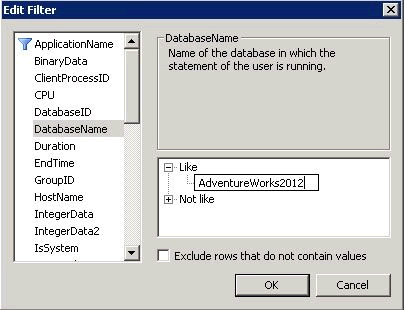 Edit Filter
ApplicationName
BinaryData
ClientProcessID
CPU
DatabaseID
DatabaseName
Duration
EndTime
GroupID
HostName
IntegerData
IntegerData2
IsSystem
DatabaseName
Name of the database in which the
statement of the user is running.
Like
AdventureWorks2012
Not like
Exclude rows that do not contain values
OK
Cancel